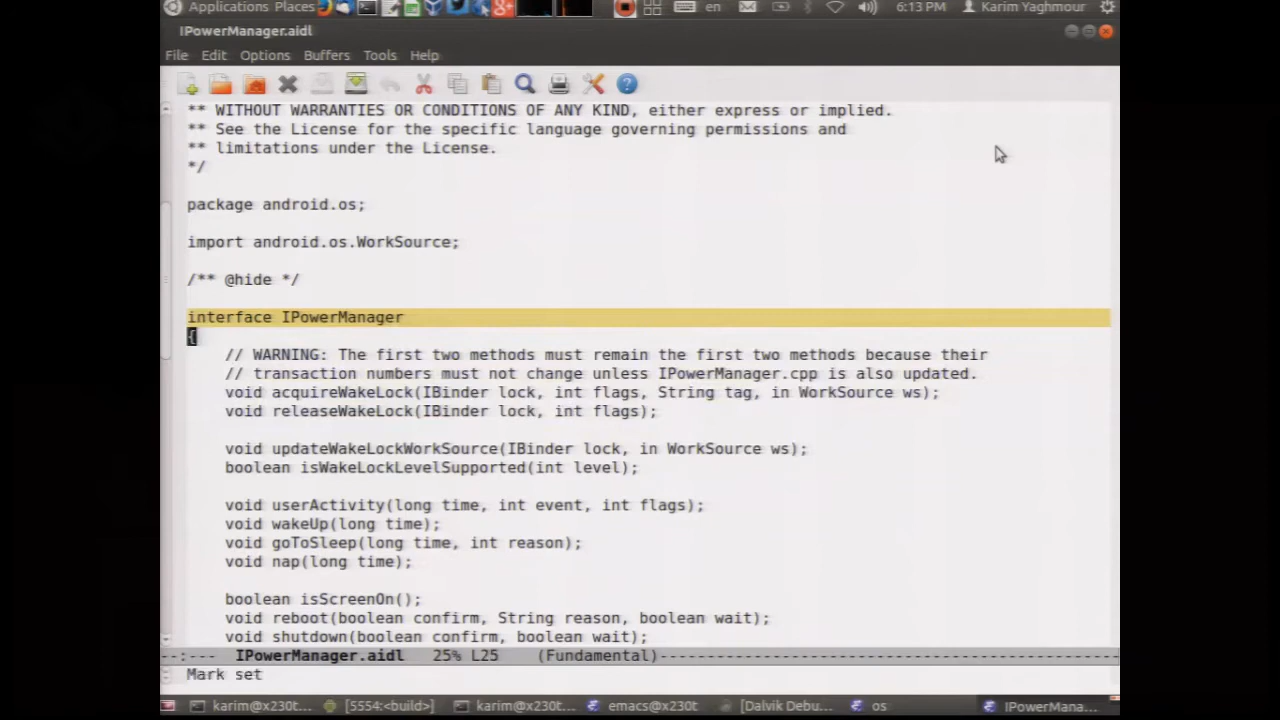 Applications Places en 6:13 PM Karim Yaghmour
IPowerManager.aidl
File Edit Options Buffers Tools Help
** WITHOUT WARRANTIES OR CONDITIONS OF ANY KIND, either express or implied.
** See the License for the specific language governing permissions and
** limitations under the License.
*/
package android.os;
import android.os.WorkSource;
/** @hide */
interface IPowerManager
{
// WARNING: The first two methods must remain the first two methods because their
// transaction numbers must not change unless IPowerManager.cpp is also updated.
void acquireWakeLock(IBinder lock, int flags, String tag, in WorkSource ws);
void releaseWakeLock(IBinder lock, int flags);
void updateWakeLockWorkSource(IBinder lock, in WorkSource ws);
boolean isWakeLockLevelSupported(int level);
void userActivity(long time, int event, int flags);
void wakeUp(long time);
void goToSleep(long time, int reason);
void nap(long time);
boolean isScreenOn();
void reboot(boolean confirm, String reason, boolean wait);
void shutdown(boolean confirm, boolean wait);
--:--- IPowerManager.aidl 25% L25 (Fundamental)
Mark set
karim@x230t... [5554:<build>] karim@x230t... emacs@x230t [Dalvik Debu... os IPowerMana...